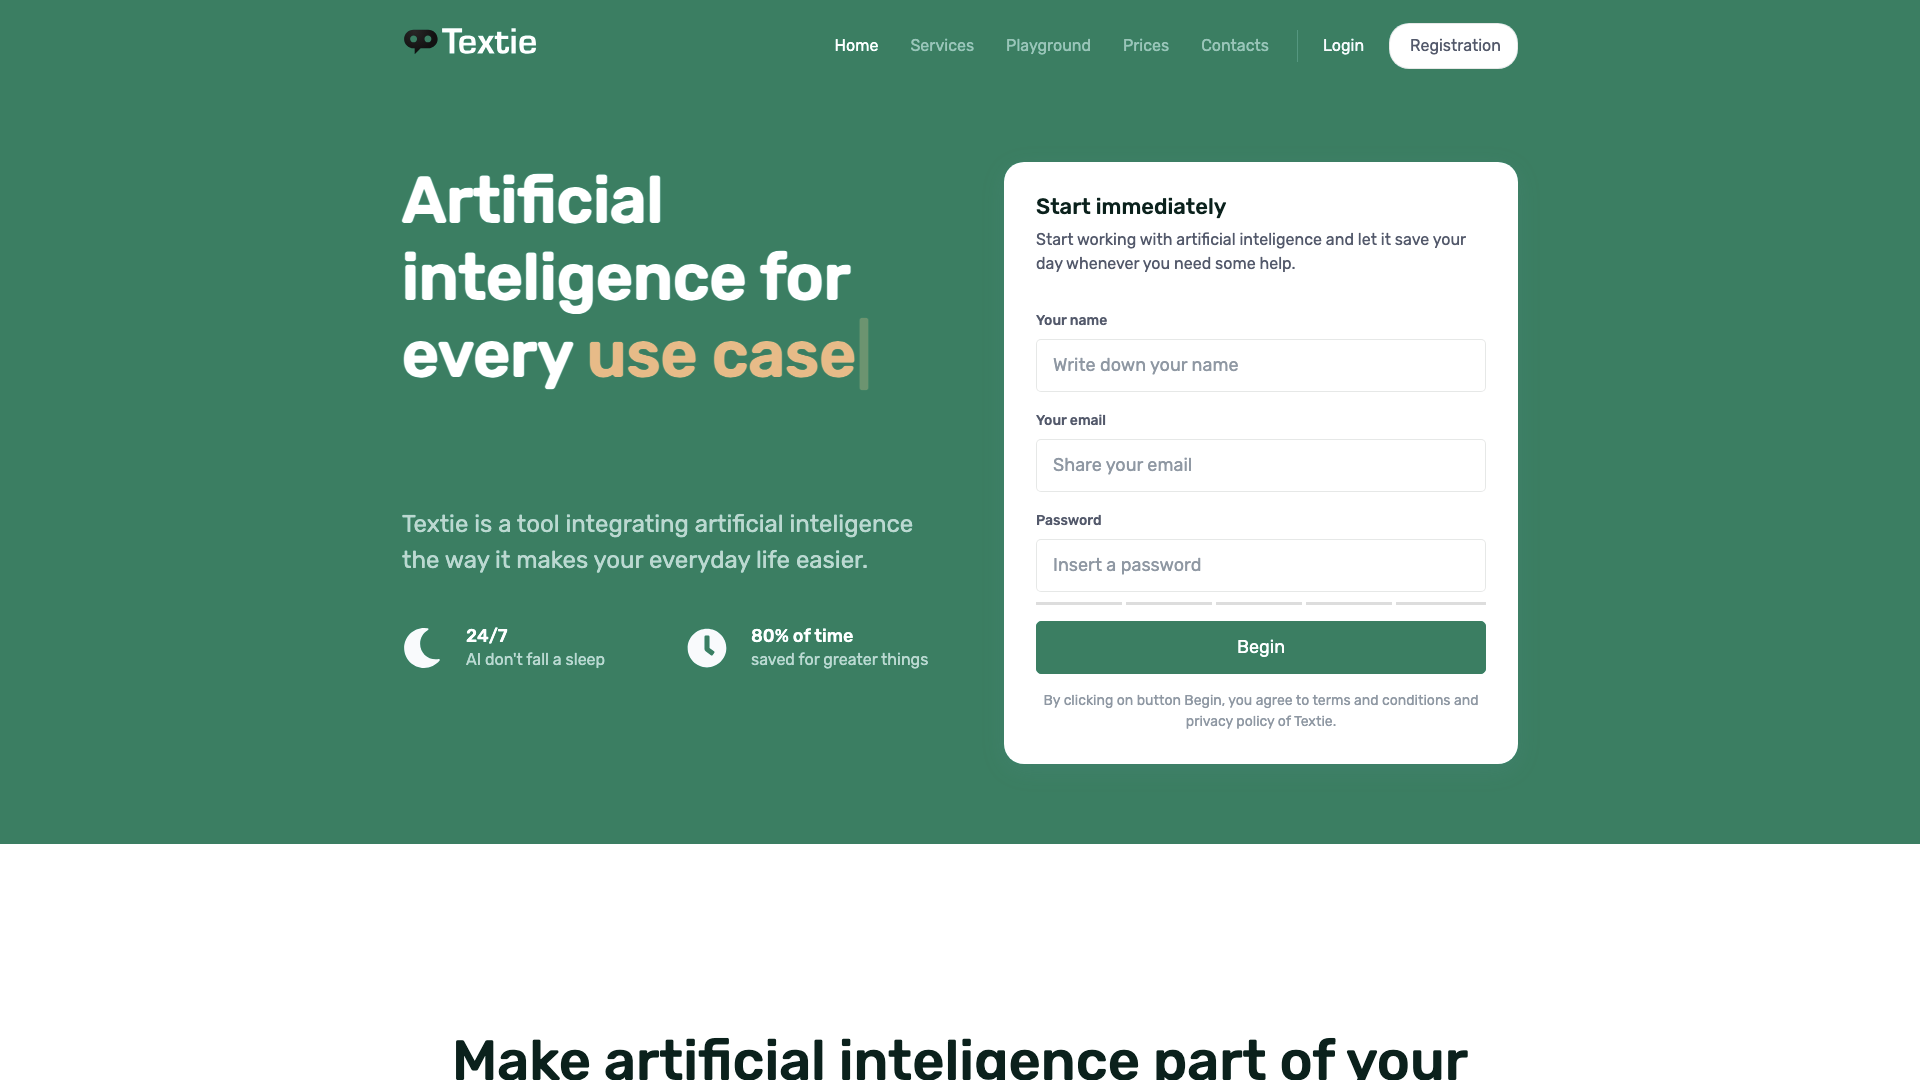 Textie
Home Services Playground Prices Contacts Login Registration
Artificial
inteligence for
every use case
Textie is a tool integrating artificial inteligence
the way it makes your everyday life easier.
24/7
AI don't fall a sleep
80% of time
saved for greater things
Start immediately
Start working with artificial inteligence and let it save your
day whenever you need some help.
Your name
Write down your name
Your email
Share your email
Password
Insert a password
Begin
By clicking on button Begin, you agree to terms and conditions and
privacy policy of Textie.
Make artificial inteligence part of your